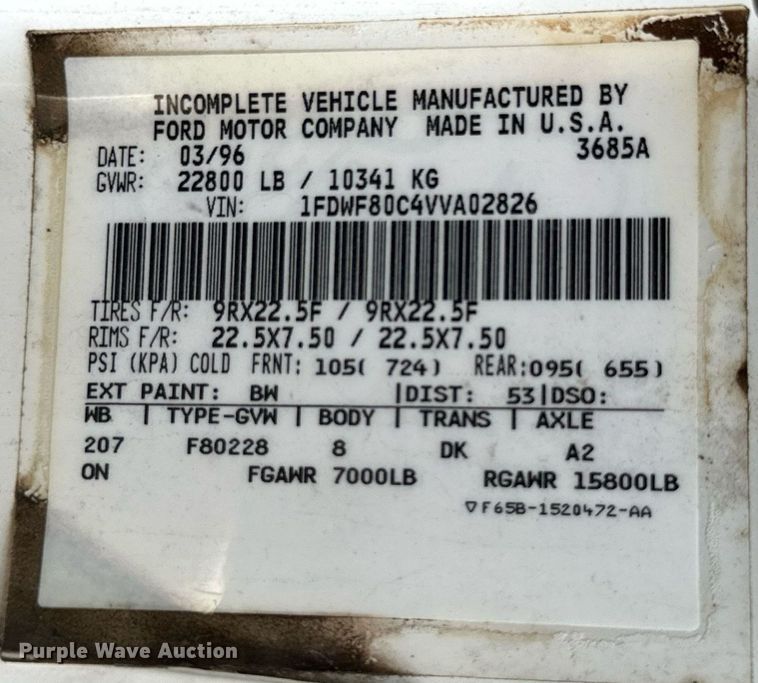 INCOMPLETE VEHICLE MANUFACTURED BY
FORD MOTOR COMPANY MADE IN U.S.A.
DATE: 03/96 3685A
GVWR: 22800 LB / 10341 KG
VIN: 1FDWF80C4VVA02826
TIRES F/R: 9RX22.5F / 9RX22.5F
RIMS F/R: 22.5X7.50 / 22.5X7.50
PSI (KPA) COLD FRNT: 105( 724) REAR:095( 655)
EXT PAINT: BW |DIST: 53|DSO:
WB | TYPE-GVW | BODY | TRANS | AXLE
207 F80228 8 DK A2
ON FGAWR 7000LB RGAWR 15800LB
▽F65B-1520472-AA
Purple Wave Auction